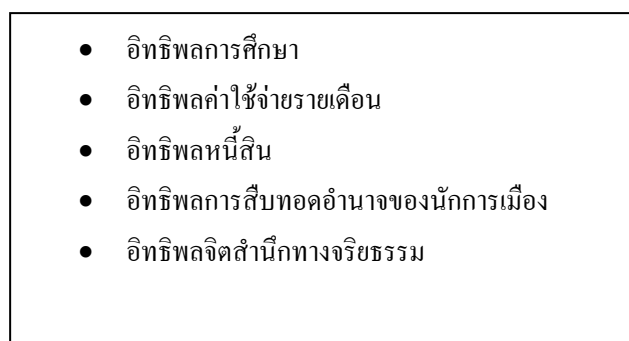 • อิทธิพลการศึกษา
• อิทธิพลค่าใช้จ่ายรายเดือน
• อิทธิพลหนี้สิน
• อิทธิพลการสืบทอดอำนาจของนักการเมือง
• อิทธิพลจิตสำนึกทางจริยธรรม